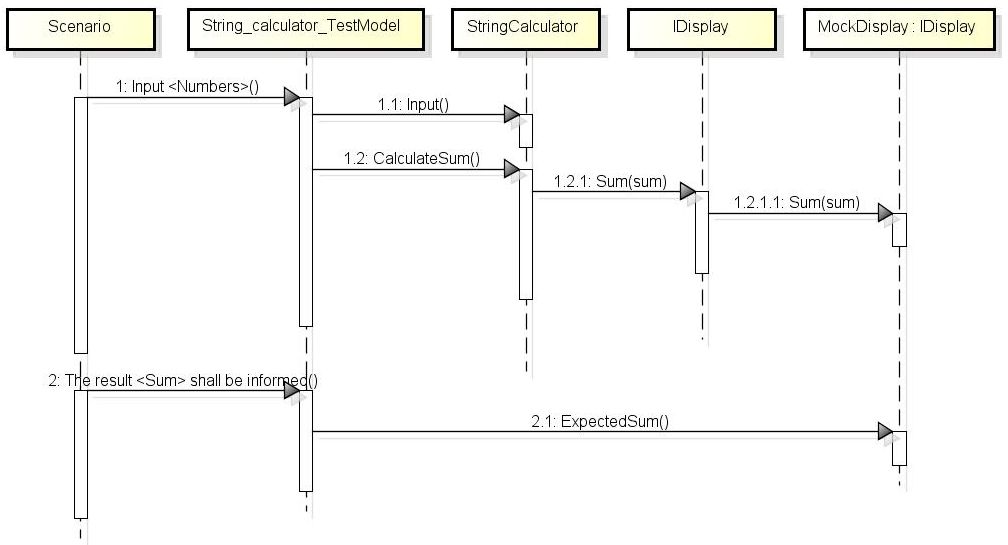 Scenario
String_calculator_TestModel
StringCalculator
IDisplay
MockDisplay : IDisplay
1: Input <Numbers>()
1.1: Input()
1.2: CalculateSum()
1.2.1: Sum(sum)
1.2.1.1: Sum(sum)
2: The result <Sum> shall be informed()
2.1: ExpectedSum()